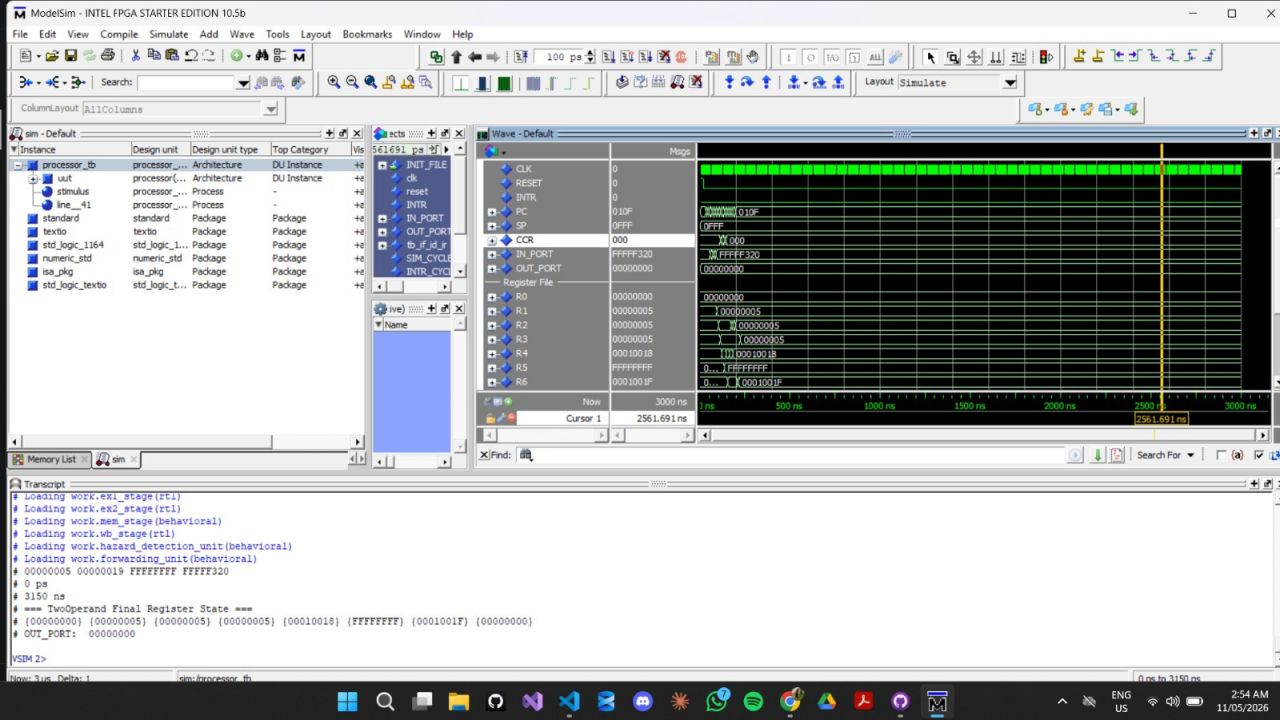 ModelSim - INTEL FPGA STARTER EDITION 10.5b
File Edit View Compile Simulate Add Wave Tools Layout Bookmarks Window Help
100 ps
ALL
Search:
Layout Simulate
ColumnLayout AllColumns
sim - Default
Instance Design unit Design unit type Top Category Vis
processor_tb processor_... Architecture DU Instance +a
uut processor(... Architecture DU Instance +a
stimulus processor_... Process - +a
line__41 processor_... Process - +a
standard standard Package Package +a
textio textio Package Package +a
std_logic_1164 std_logic_1... Package Package +a
numeric_std numeric_std Package Package +a
isa_pkg isa_pkg Package Package +a
std_logic_textio std_logic_t... Package Package +a
Memory List sim
ects
561691 ps
INIT_FILE
clk
reset
INTR
IN_PORT
OUT_PORT
tb_if_id_ir
SIM_CYCLE
INTR_CYCL
ive)
Name
Wave - Default
Msgs
CLK 0
RESET 0
INTR 0
PC 010F 010F
SP 0FFF 0FFF
CCR 000 000
IN_PORT FFFFF320 FFFFF320
OUT_PORT 00000000 00000000
Register File
R0 00000000 00000000
R1 00000005 00000005
R2 00000005 00000005
R3 00000005 00000005
R4 00010018 00010018
R5 FFFFFFFF 0... FFFFFFFF
R6 0001001F 0... 0001001F
Now 3000 ns ns 500 ns 1000 ns 1500 ns 2000 ns 2500 ns 3000 ns
Cursor 1 2561.691 ns 2561.691 ns
Find: Search For (a)
Transcript
# Loading work.ex1_stage(rtl)
# Loading work.ex2_stage(rtl)
# Loading work.mem_stage(behavioral)
# Loading work.wb_stage(rtl)
# Loading work.hazard_detection_unit(behavioral)
# Loading work.forwarding_unit(behavioral)
# 00000005 00000019 FFFFFFFF FFFFF320
# 0 ps
# 3150 ns
# === TwoOperand Final Register State ===
# {00000000} {00000005} {00000005} {00000005} {00010018} {FFFFFFFF} {0001001F} {00000000}
# OUT_PORT: 00000000
VSIM 2>
Now: 3 us Delta: 1 sim:/processor_tb 0 ns to 3150 ns
7
ENG
US
2:54 AM
11/05/2026